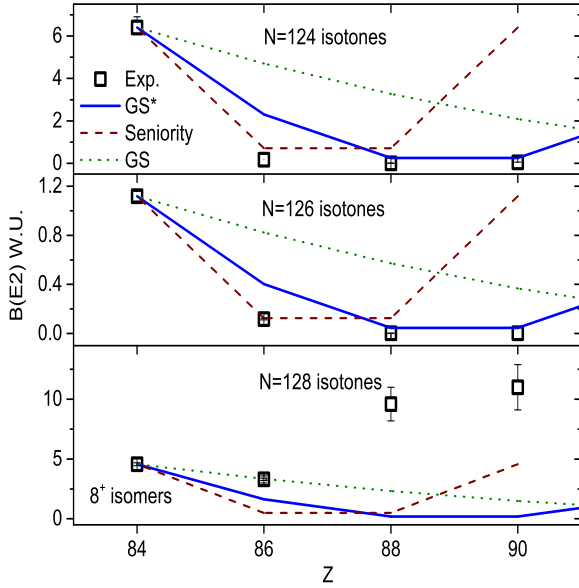 N=124 isotones
6
4
2
0
Exp.
GS*
Seniority
GS
N=126 isotones
1.2
0.8
0.4
0.0
B(E2) W.U.
N=128 isotones
10
5
0
8⁺ isomers
84 86 88 90
Z